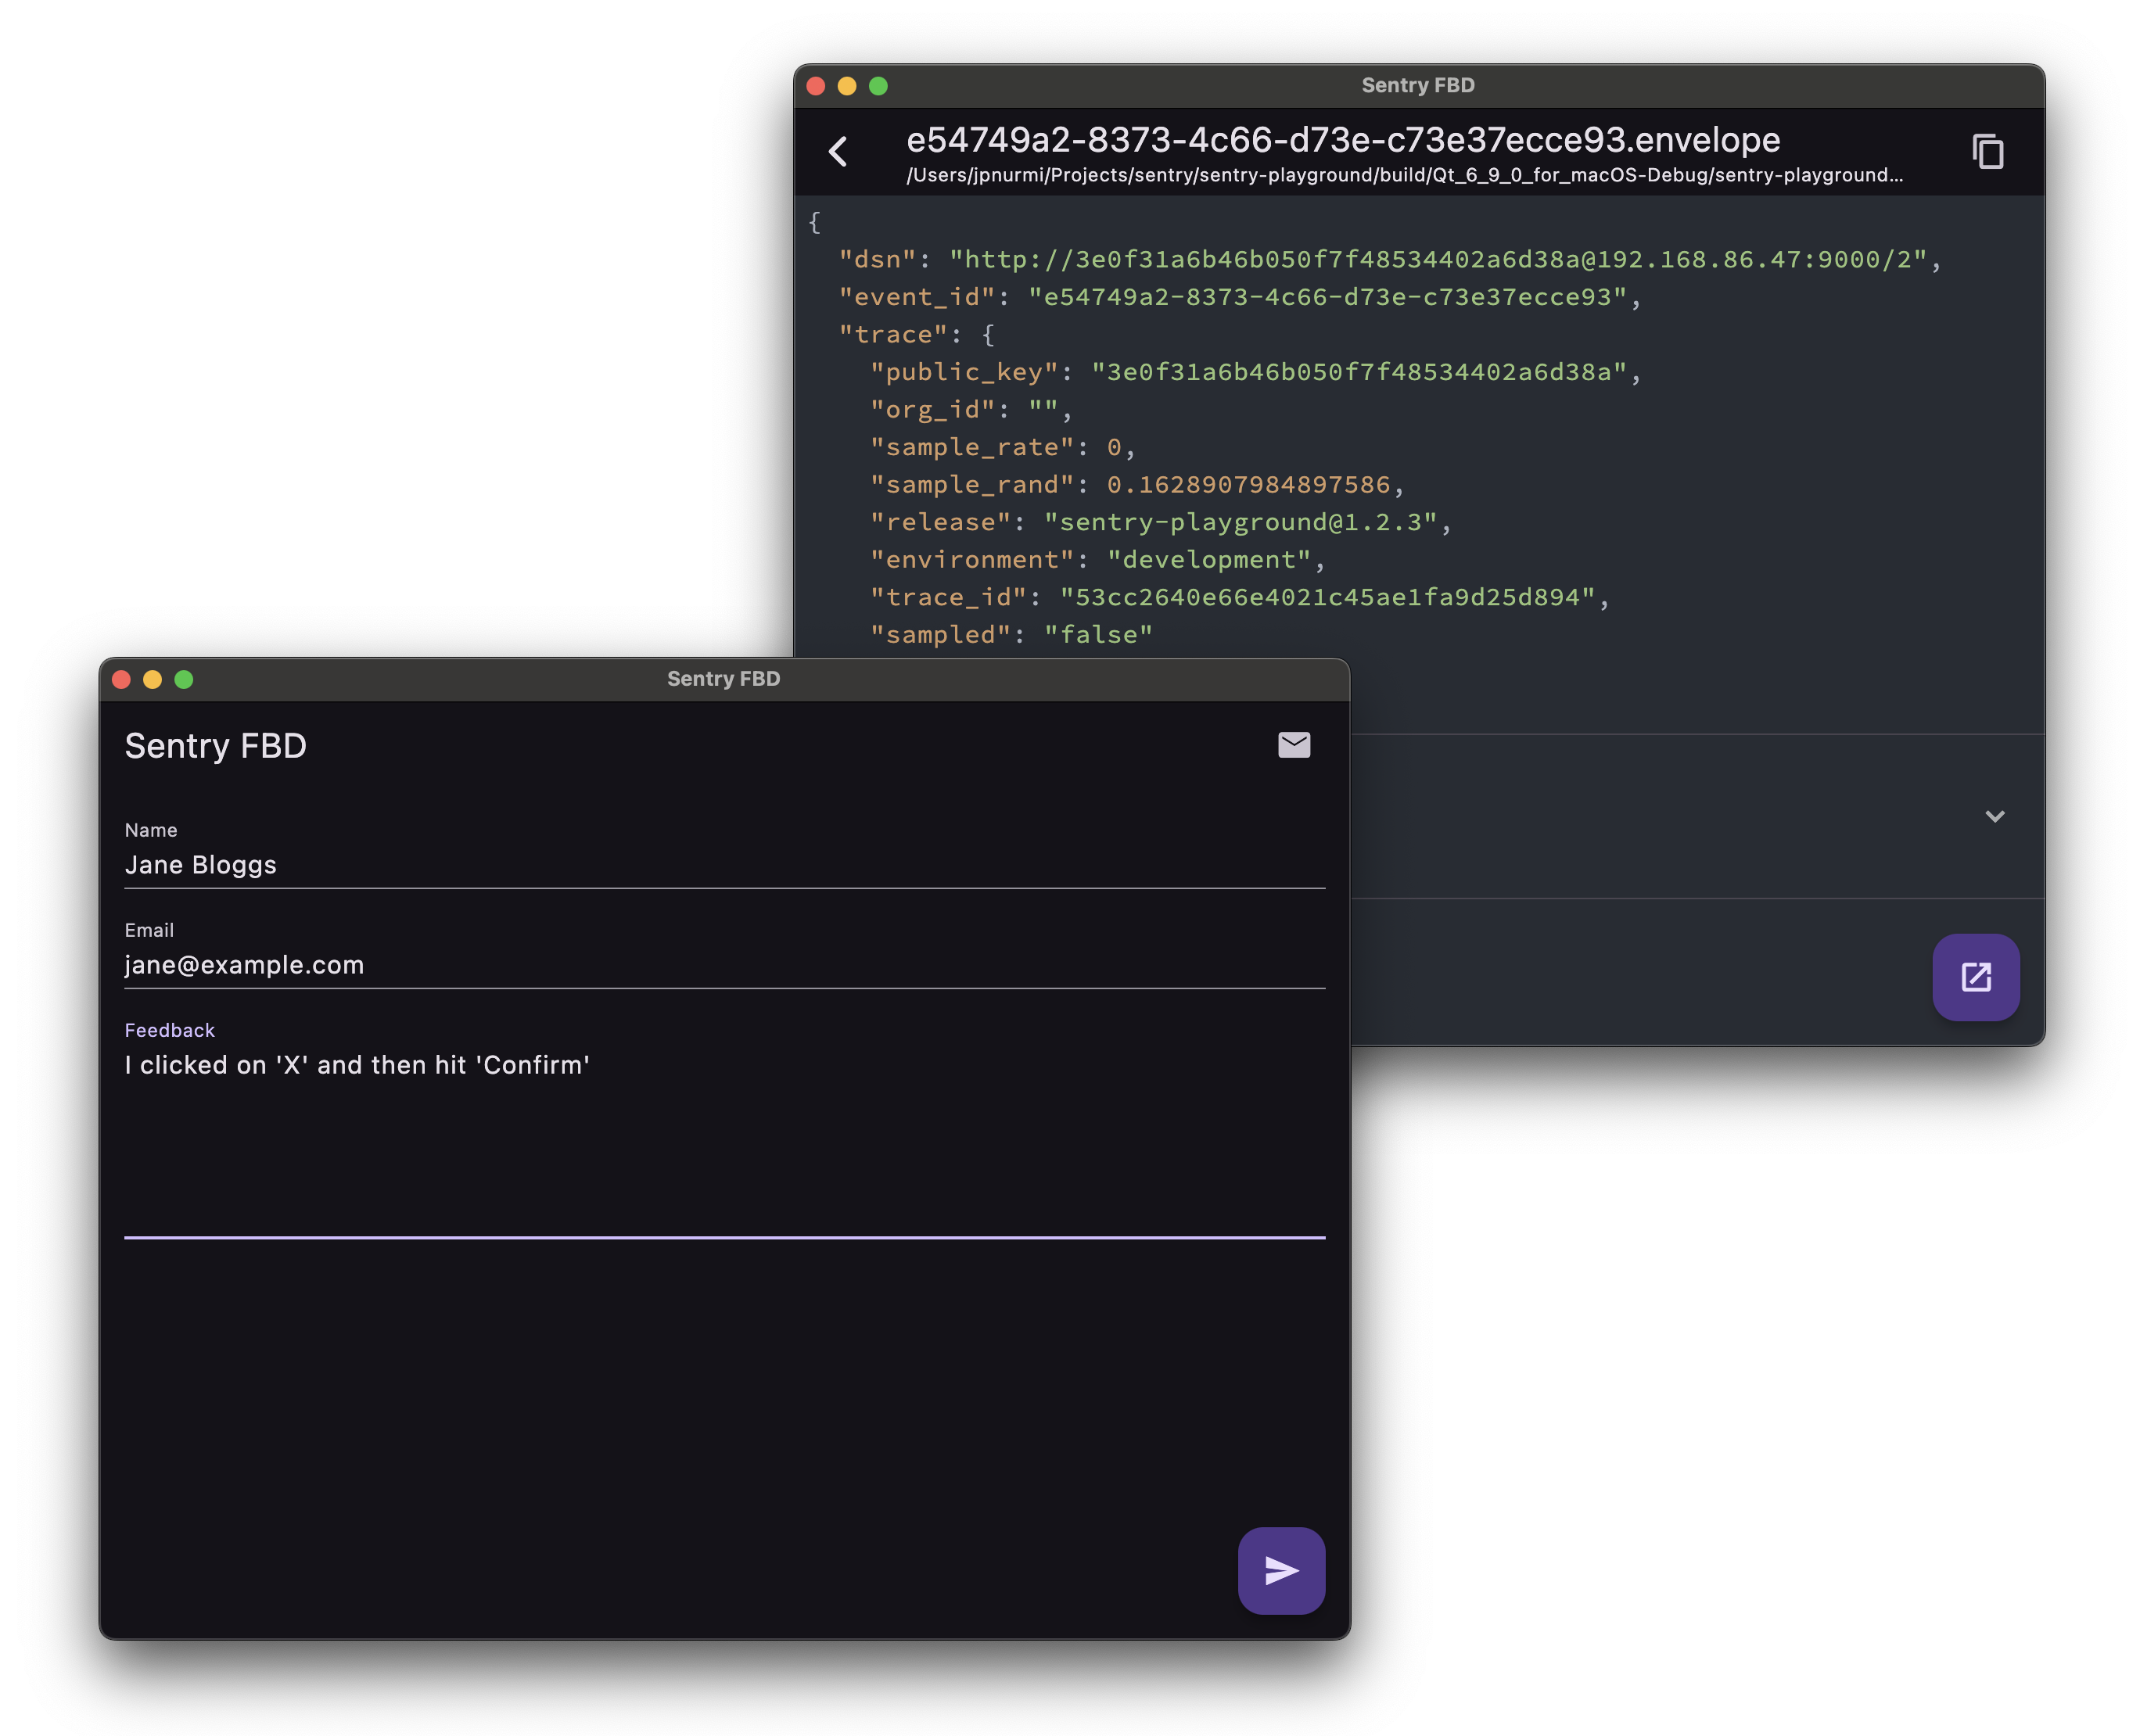 Sentry FBD
e54749a2-8373-4c66-d73e-c73e37ecce93.envelope
/Users/jpnurmi/Projects/sentry/sentry-playground/build/Qt_6_9_0_for_macOS-Debug/sentry-playground...
{
"dsn": "http://3e0f31a6b46b050f7f48534402a6d38a@192.168.86.47:9000/2",
"event_id": "e54749a2-8373-4c66-d73e-c73e37ecce93",
"trace": {
"public_key": "3e0f31a6b46b050f7f48534402a6d38a",
"org_id": "",
"sample_rate": 0,
"sample_rand": 0.1628907984897586,
"release": "sentry-playground@1.2.3",
"environment": "development",
"trace_id": "53cc2640e66e4021c45ae1fa9d25d894",
"sampled": "false"
Sentry FBD
Sentry FBD
Name
Jane Bloggs
Email
jane@example.com
Feedback
I clicked on 'X' and then hit 'Confirm'